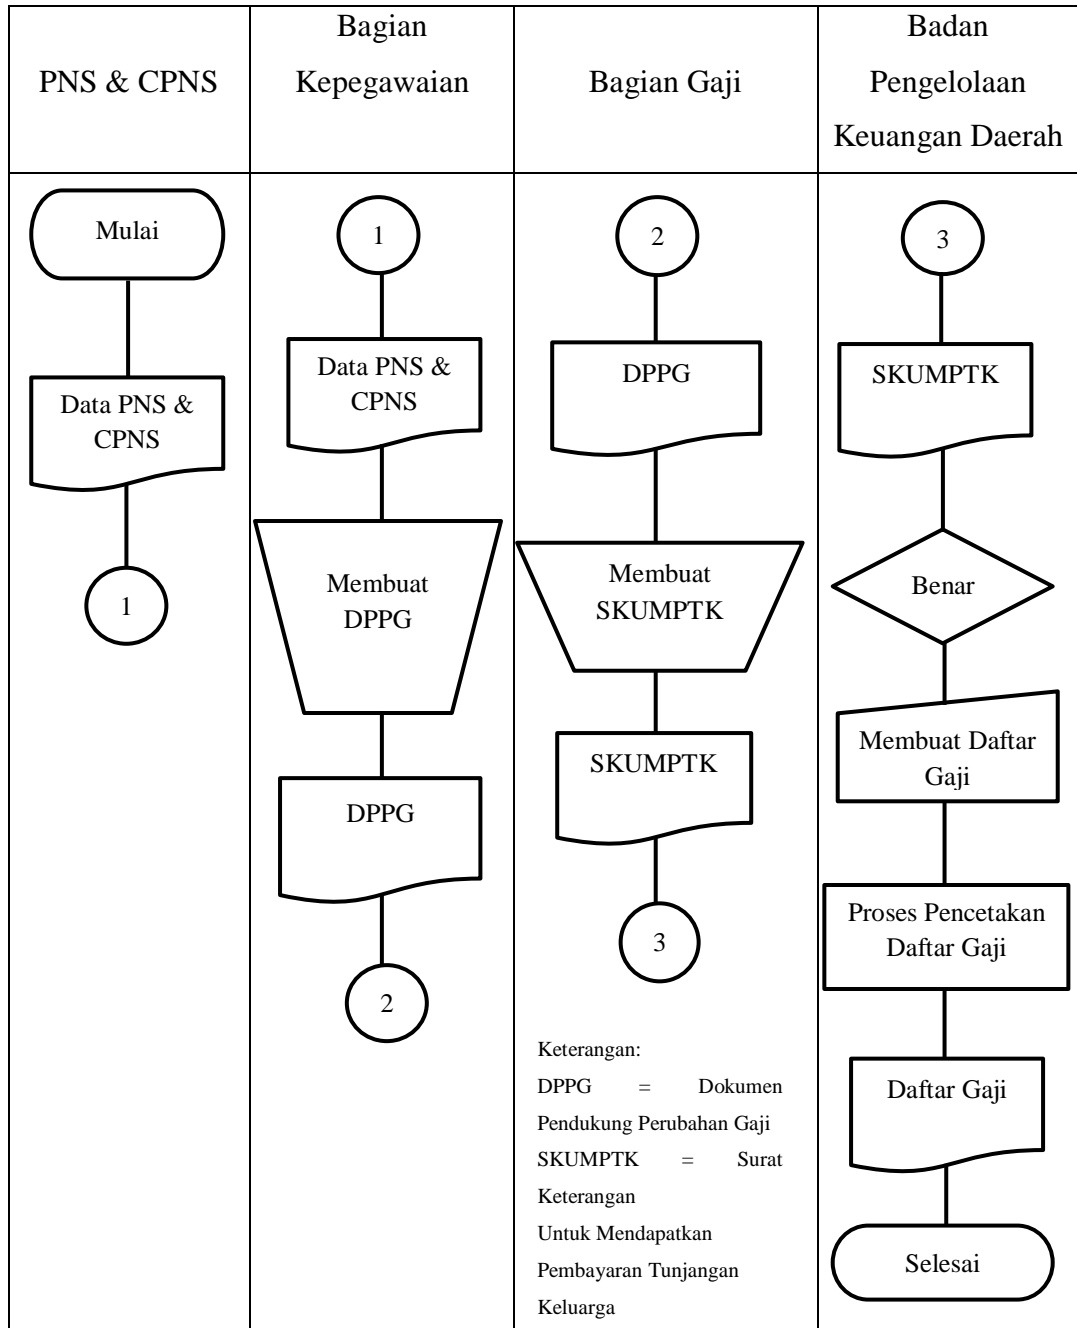 PNS & CPNS
Bagian
Kepegawaian
Bagian Gaji
Badan
Pengelolaan
Keuangan Daerah
Mulai
Data PNS &
CPNS
1
1
Data PNS &
CPNS
Membuat
DPPG
DPPG
2
2
DPPG
Membuat
SKUMPTK
SKUMPTK
3
Keterangan:
DPPG = Dokumen
Pendukung Perubahan Gaji
SKUMPTK = Surat
Keterangan
Untuk Mendapatkan
Pembayaran Tunjangan
Keluarga
3
SKUMPTK
Benar
Membuat Daftar
Gaji
Proses Pencetakan
Daftar Gaji
Daftar Gaji
Selesai